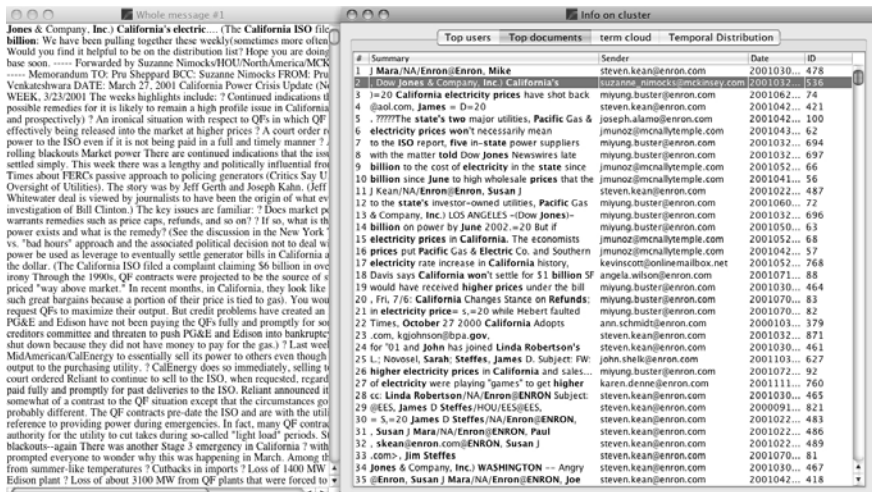 Whole message #1
Jones & Company, Inc.) California's electric.... (The California ISO file
billion: We have been pulling together these weekly(sometimes more often
Would you find it helpful to be on the distribution list? Hope you are doing
base soon. ----- Forwarded by Suzanne Nimocks/HOU/NorthAmerica/MCK
----- Memorandum TO: Pru Sheppard BCC: Suzanne Nimocks FROM: Pru
Venkateshwara DATE: March 27, 2001 California Power Crisis Update (No
WEEK, 3/23/2001 The weeks highlights include: ? Continued indications th
possible remedies for it is likely to remain a high profile issue in California
and prospectively) ? An ironical situation with respect to QFs in which QF
effectively being released into the market at higher prices ? A court order re
power to the ISO even if it is not being paid in a full and timely manner ? A
rolling blackouts Market power There are continued indications that the issu
settled simply. This week there was a lengthy and politically influential fron
Times about FERCs passive approach to policing generators (Critics Say U
Oversight of Utilities). The story was by Jeff Gerth and Joseph Kahn. (Jeff
Whitewater deal is viewed by journalists to have been the origin of what ev
investigation of Bill Clinton.) The key issues are familiar: ? Does market po
warrants remedies such as price caps, refunds, and so on? ? If so, what is th
power exists and what is the remedy? (See the discussion in the New York
vs. "bad hours" approach and the associated political decision not to deal wi
power be used as leverage to eventually settle generator bills in California a
the dollar. (The California ISO filed a complaint claiming $6 billion in ove
irony Through the 1990s, QF contracts were projected to be the source of s
priced "way above market." In recent months, in California, they look like
such great bargains because a portion of their price is tied to gas). You wou
request QFs to maximize their output. But credit problems have created an
PG&E and Edison have not been paying the QFs fully and promptly for so
creditors committee and threaten to push PG&E and Edison into bankruptcy
shut down because they did not have money to pay for the gas.) ? Last wee
MidAmerican/CalEnergy to essentially sell its power to others even though
output to the purchasing utility. ? CalEnergy does so immediately, selling t
court ordered Reliant to continue to sell to the ISO, when requested, regard
paid fully and promptly for past deliveries to the ISO. Reliant announced it
somewhat of a contrast to the QF situation except that the circumstances go
probably different. The QF contracts pre-date the ISO and are with the utili
reference to providing power during emergencies. In fact, many QF contrac
authority for the utility to cut takes during so-called "light load" periods. St
blackouts--again There was another Stage 3 emergency in California ? with
prompted everyone to wonder why this was happening in March. Among th
from summer-like temperatures ? Cutbacks in imports ? Loss of 1400 MW
Edison plant ? Loss of about 3100 MW from QF plants that were forced to
Info on cluster
Top users Top documents term cloud Temporal Distribution
# Summary Sender Date ID
1 J Mara/NA/Enron@Enron, Mike steven.kean@enron.com 2001030... 478
2 , Dow Jones & Company, Inc.) California's suzanne_nimocks@mckinsey.com 2001032... 536
3 )=20 California electricity prices have shot back miyung.buster@enron.com 2001062... 74
4 @aol.com, James = D=20 steven.kean@enron.com 2001042... 421
5 . ?????The state's two major utilities, Pacific Gas & joseph.alamo@enron.com 2001042... 100
6 electricity prices won't necessarily mean jmunoz@mcnallytemple.com 2001043... 62
7 to the ISO report, five in-state power suppliers miyung.buster@enron.com 2001032... 694
8 with the matter told Dow Jones Newswires late miyung.buster@enron.com 2001032... 697
9 billion to the cost of electricity in the state since jmunoz@mcnallytemple.com 2001052... 66
10 billion since June to high wholesale prices that the jmunoz@mcnallytemple.com 2001041... 56
11 J Kean/NA/Enron@Enron, Susan J steven.kean@enron.com 2001022... 487
12 to the state's investor-owned utilities, Pacific Gas miyung.buster@enron.com 2001060... 72
13 & Company, Inc.) LOS ANGELES -(Dow Jones)- miyung.buster@enron.com 2001032... 696
14 billion on power by June 2002.=20 But if miyung.buster@enron.com 2001050... 63
15 electricity prices in California. The economists jmunoz@mcnallytemple.com 2001052... 68
16 prices put Pacific Gas & Electric Co. and Southern jmunoz@mcnallytemple.com 2001042... 57
17 electricity rate increase in California history, kevinscott@onlinemailbox.net 2001052... 768
18 Davis says California won't settle for $1 billion SF angela.wilson@enron.com 2001071... 88
19 would have received higher prices under the bill steven.kean@enron.com 2001030... 464
20 , Fri, 7/6: California Changes Stance on Refunds; miyung.buster@enron.com 2001070... 83
21 in electricity price= s,=20 while Hebert faulted miyung.buster@enron.com 2001070... 82
22 Times, October 27 2000 California Adopts ann.schmidt@enron.com 2000103... 379
23 .com, kgjohnson@bpa.gov, steven.kean@enron.com 2001032... 871
24 for '01 and John has joined Linda Robertson's steven.kean@enron.com 2001030... 461
25 L.; Novosel, Sarah; Steffes, James D. Subject: FW: john.shelk@enron.com 2001103... 627
26 higher electricity prices in California and sales... miyung.buster@enron.com 2001072... 92
27 of electricity were playing "games" to get higher karen.denne@enron.com 2001111... 760
28 cc: Linda Robertson/NA/Enron@ENRON Subject: steven.kean@enron.com 2001030... 465
29 @EES, James D Steffes/HOU/EES@EES, steven.kean@enron.com 2000091... 821
30 = S,=20 James D Steffes/NA/Enron@ENRON, steven.kean@enron.com 2001022... 483
31 , Susan J Mara/NA/Enron@ENRON, Paul steven.kean@enron.com 2001022... 486
32 , skean@enron.com@ENRON, Susan J steven.kean@enron.com 2001022... 489
33 .com>, Jim Steffes steven.kean@enron.com 2001070... 81
34 Jones & Company, Inc.) WASHINGTON -- Angry steven.kean@enron.com 2001030... 467
35 @Enron, Susan J Mara/NA/Enron@ENRON, Joe steven.kean@enron.com 2001042... 418